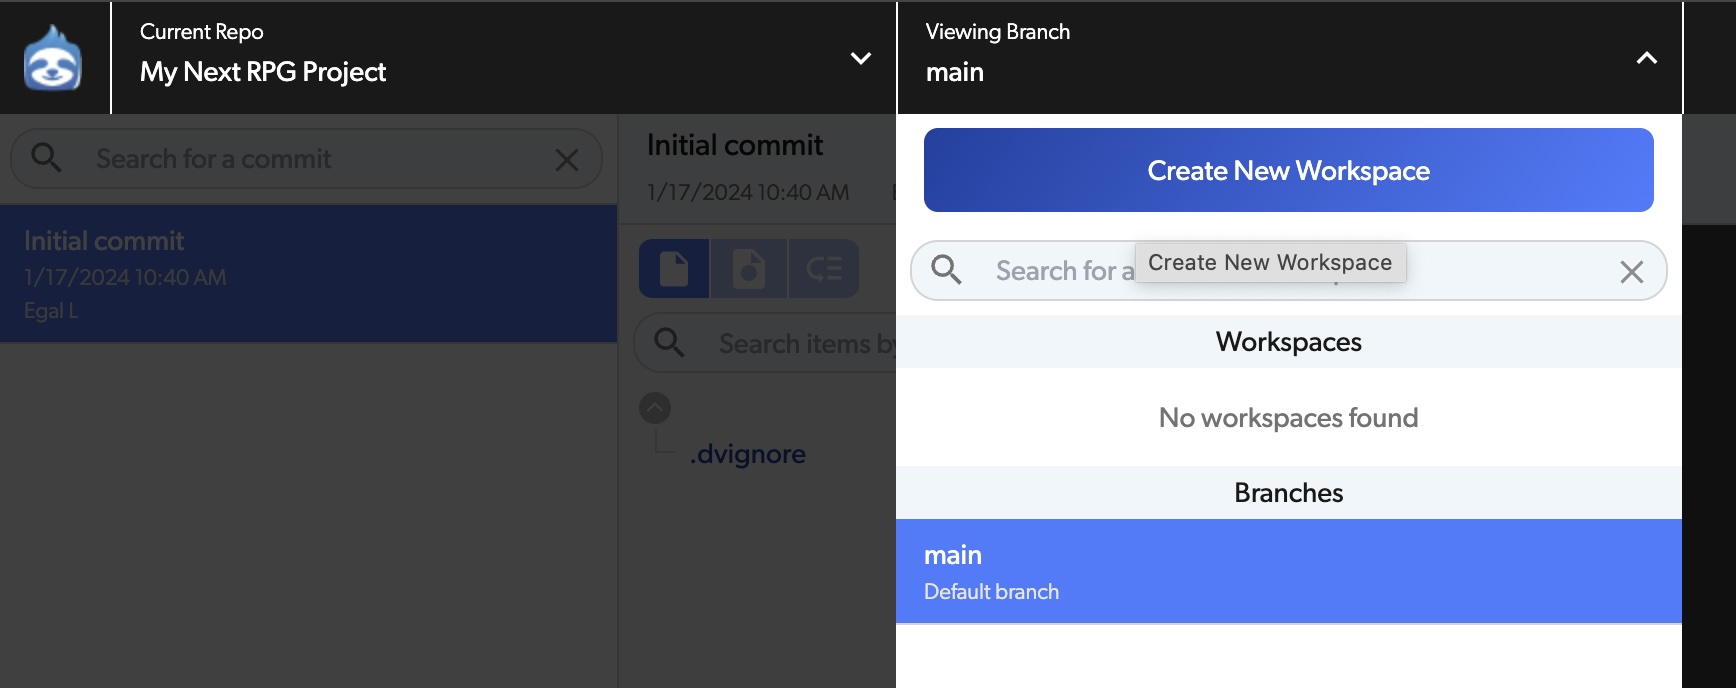 Current Repo
My Next RPG Project
Viewing Branch
main
Search for a commit
Initial commit
1/17/2024 10:40 AM
Egal L
Initial commit
1/17/2024 10:40 AM
Search items by
.dvignore
Create New Workspace
Search for a
Create New Workspace
Workspaces
No workspaces found
Branches
main
Default branch